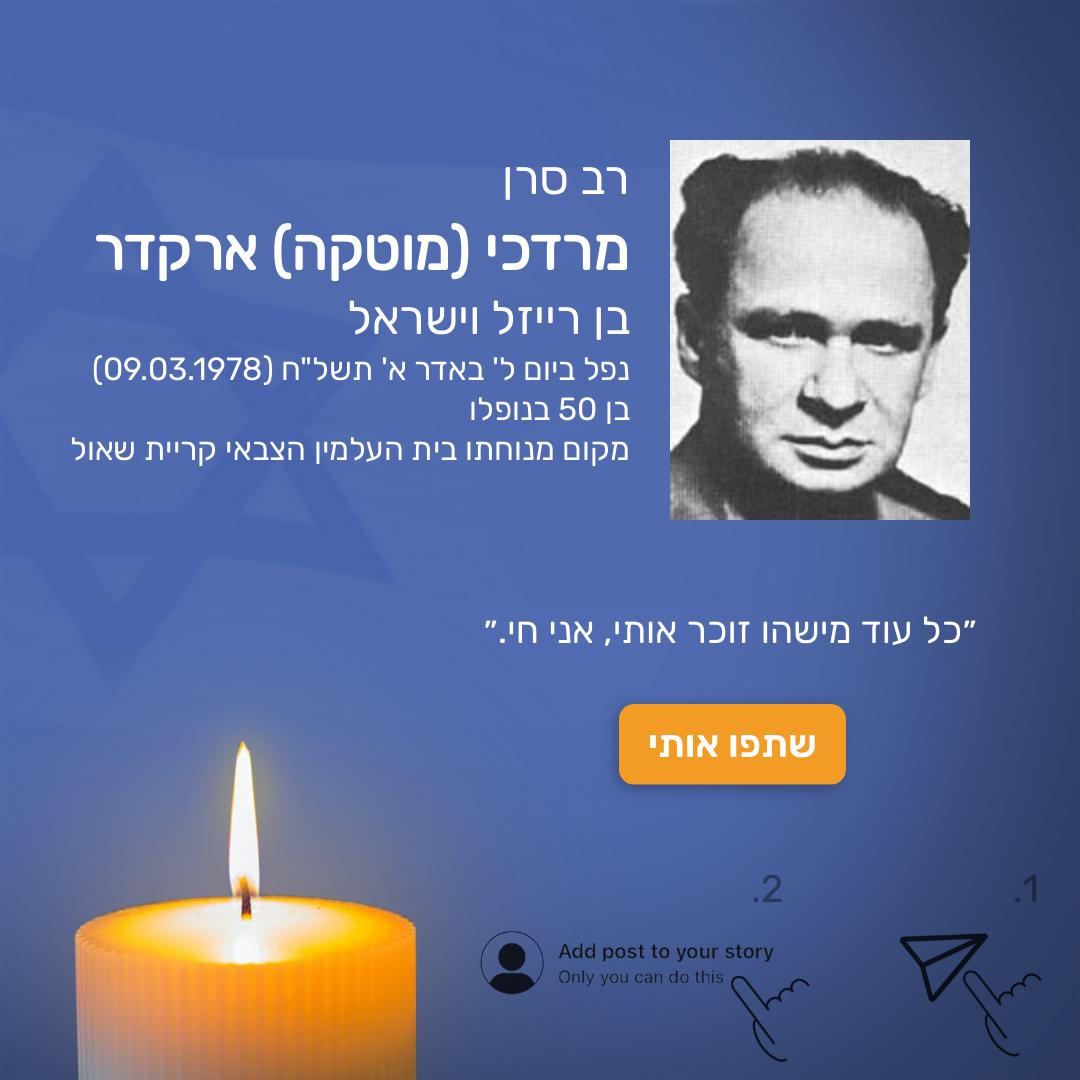 רב סרן
מרדכי (מוטקה) ארקדר
בן רייזל וישראל
נפל ביום ל' באדר א' תשל"ח (09.03.1978)
בן 50 בנופלו
מקום מנוחתו בית העלמין הצבאי קריית שאול
"כל עוד מישהו זוכר אותי, אני חי."
שתפו אותי
1.
2.
Add post to your story
Only you can do this